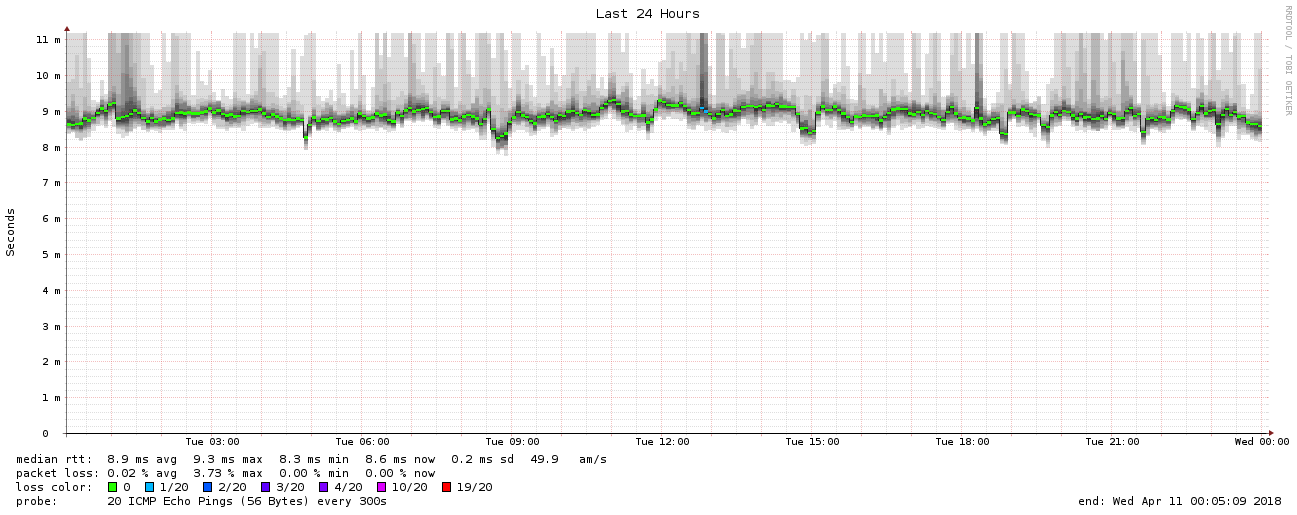 Last 24 Hours
RRDTOOL / TOBI OETIKER
Seconds
11 m
10 m
9 m
8 m
7 m
6 m
5 m
4 m
3 m
2 m
1 m
0
Tue 03:00 Tue 06:00 Tue 09:00 Tue 12:00 Tue 15:00 Tue 18:00 Tue 21:00 Wed 00:00
median rtt: 8.9 ms avg 9.3 ms max 8.3 ms min 8.6 ms now 0.2 ms sd 49.9 am/s
packet loss: 0.02 % avg 3.73 % max 0.00 % min 0.00 % now
loss color: 0 1/20 2/20 3/20 4/20 10/20 19/20
probe: 20 ICMP Echo Pings (56 Bytes) every 300s end: Wed Apr 11 00:05:09 2018